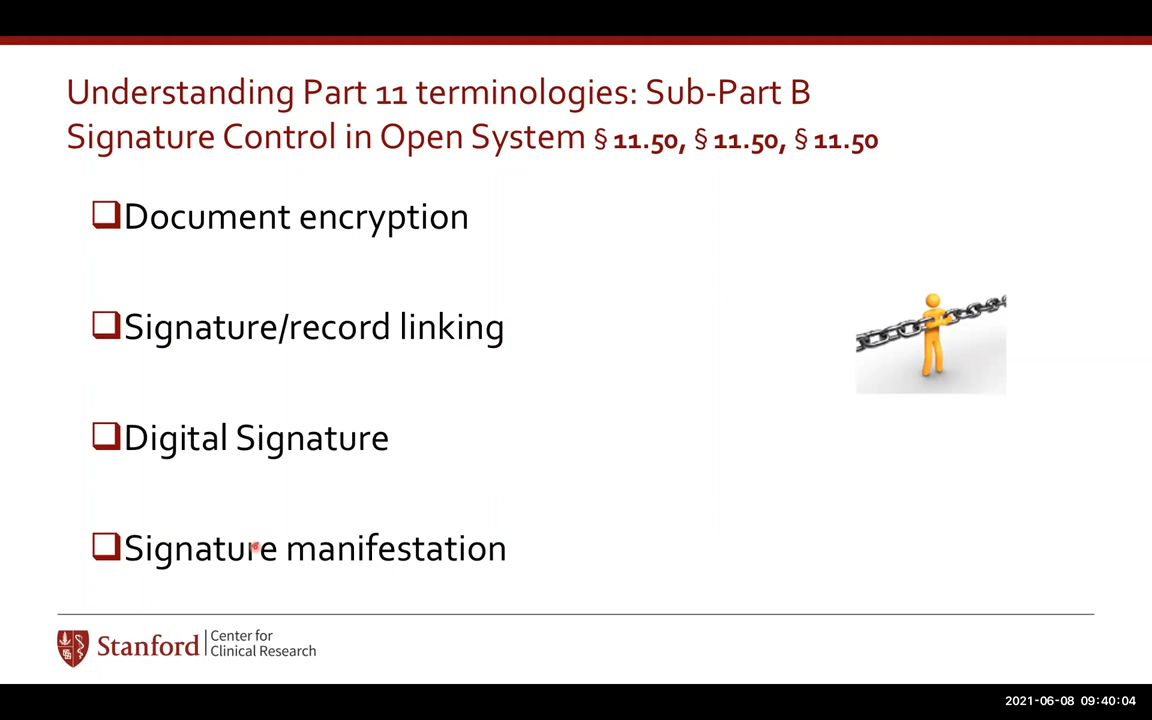 Understanding Part 11 terminologies: Sub-Part B
Signature Control in Open System § 11.50, § 11.50, § 11.50
Document encryption
Signature/record linking
Digital Signature
Signature manifestation
Stanford
Center for
Clinical Research
2021-06-08 09:40:04